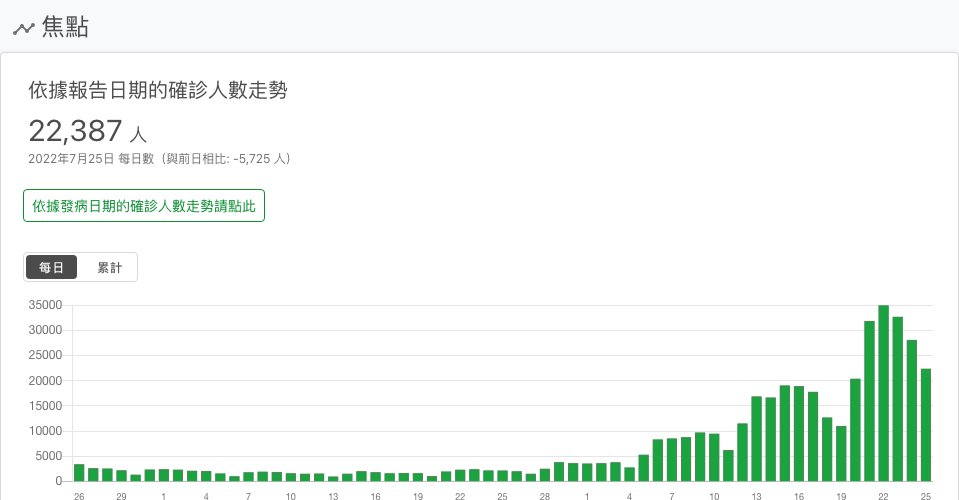 焦點
依據報告日期的確診人數走勢
22,387 人
2022年7月25日 每日數（與前日相比: -5,725 人）
依據發病日期的確診人數走勢請點此
每日 累計
35000
30000
25000
20000
15000
10000
5000
0
26 29 1 4 7 10 13 16 19 22 25 28 1 4 7 10 13 16 19 22 25